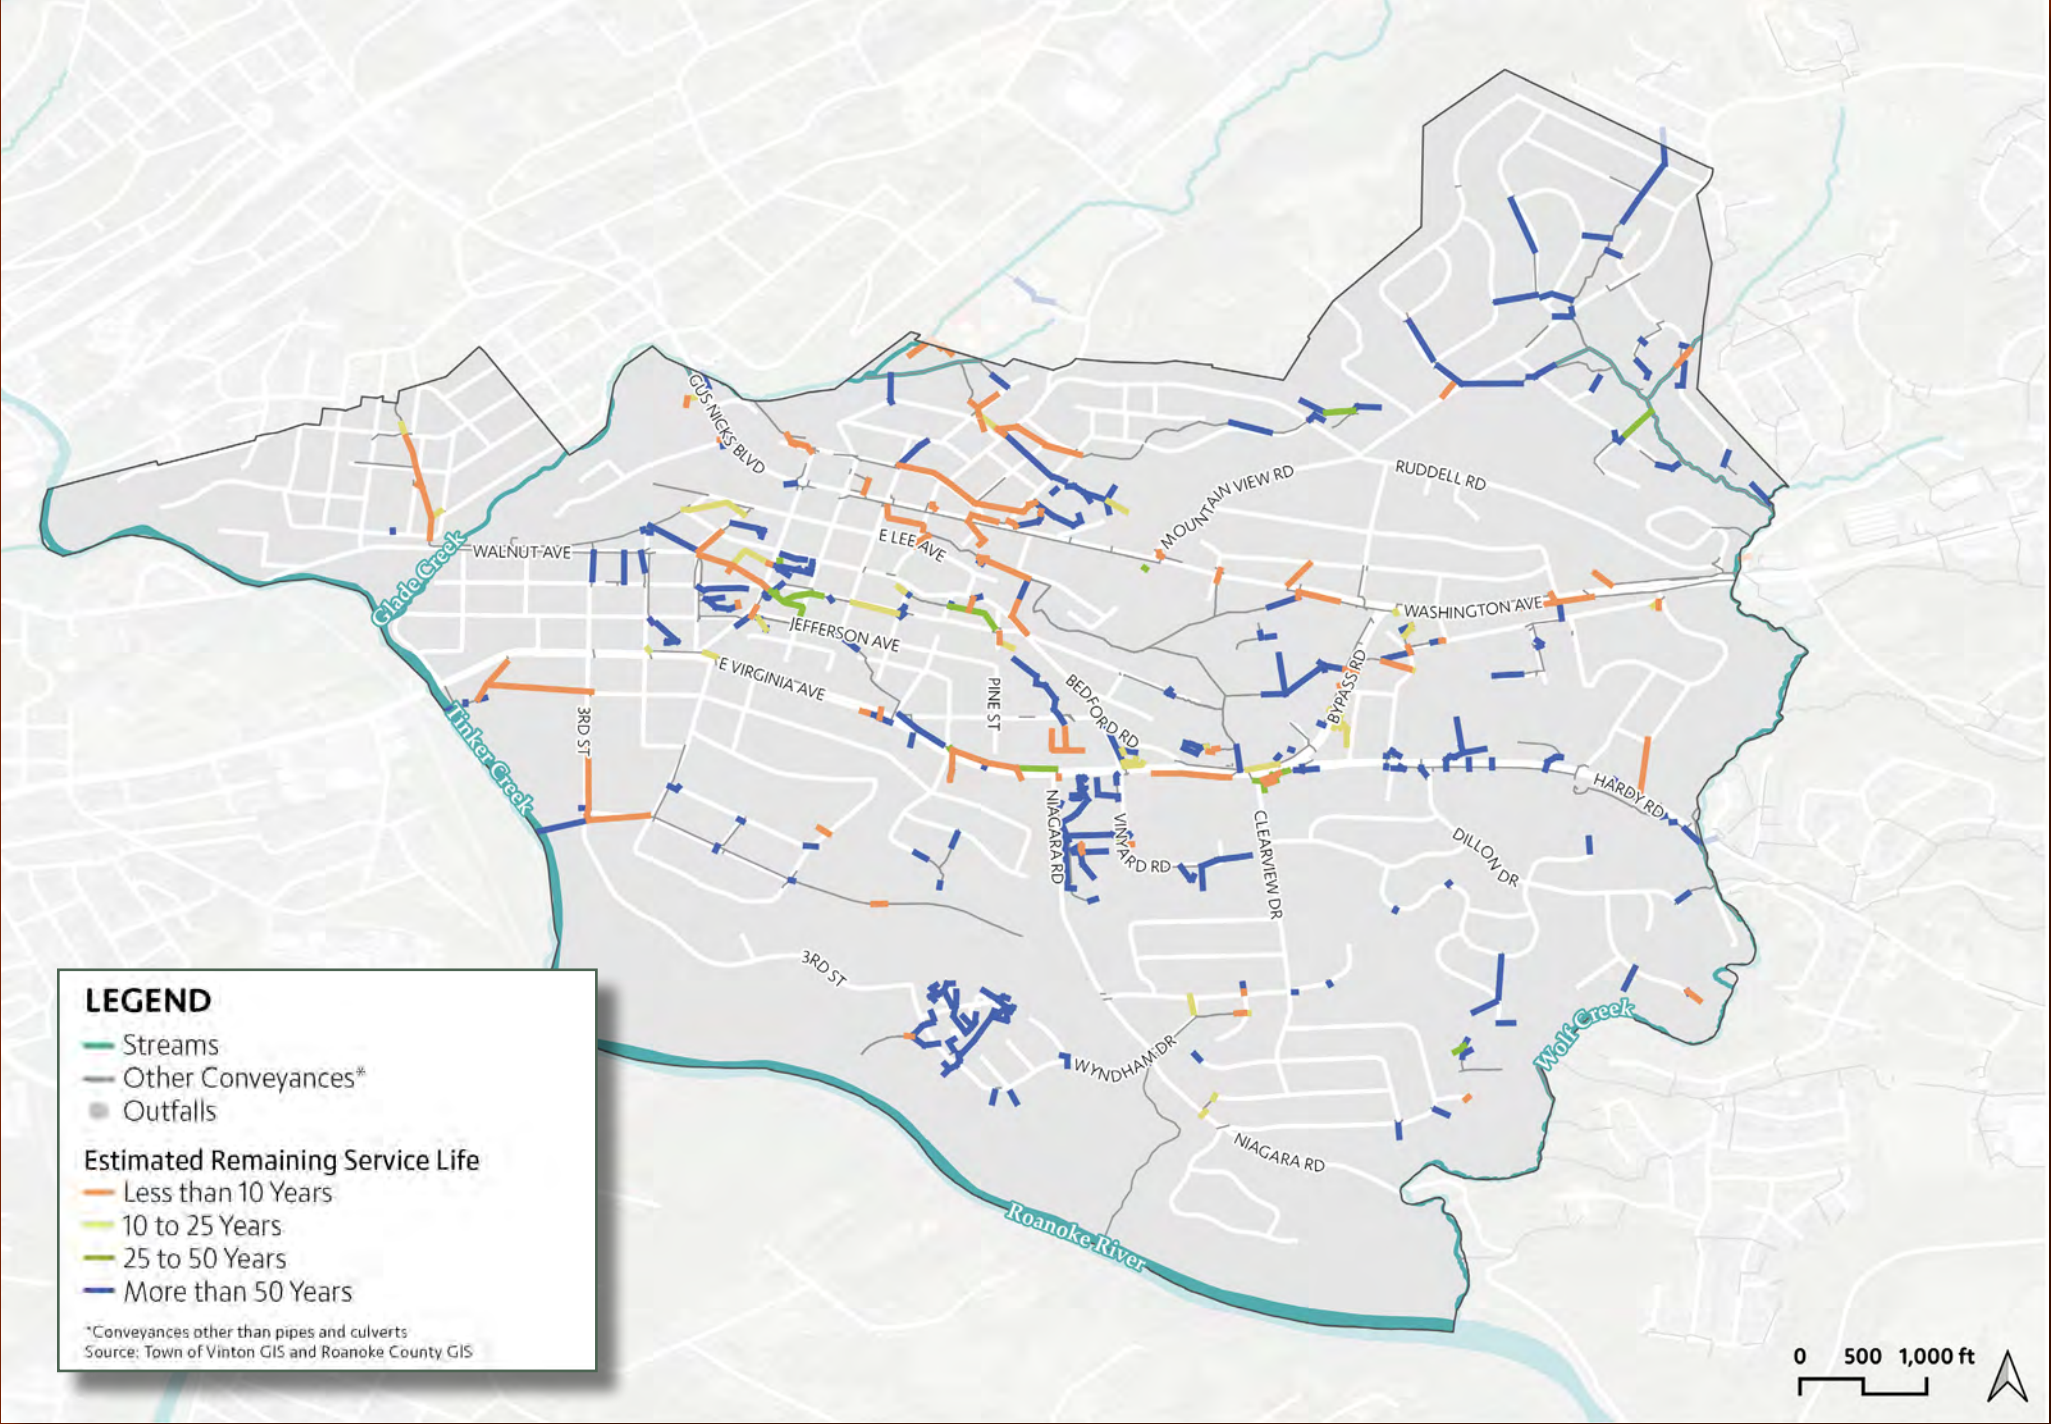 GUS NICKS BLVD
MOUNTAIN VIEW RD
RUDDELL RD
WALNUT AVE
E LEE AVE
Glade Creek
WASHINGTON AVE
JEFFERSON AVE
E VIRGINIA AVE
PINE ST
BEDFORD RD
BYPASS RD
3RD ST
Tinker Creek
HARDY RD
NIAGARA RD
VINYARD RD
CLEARVIEW DR
DILLON DR
3RD ST
WYNDHAM DR
Wolf Creek
NIAGARA RD
Roanoke River
LEGEND
Streams
Other Conveyances*
Outfalls
Estimated Remaining Service Life
Less than 10 Years
10 to 25 Years
25 to 50 Years
More than 50 Years
*Conveyances other than pipes and culverts
Source: Town of Vinton GIS and Roanoke County GIS
0 500 1,000 ft